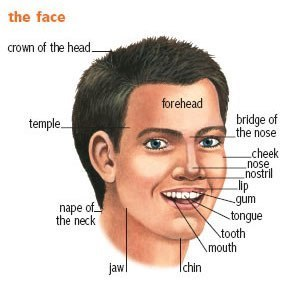 the face
crown of the head
forehead
temple
bridge of
the nose
cheek
nose
nostril
lip
gum
tongue
tooth
mouth
nape of
the neck
jaw
chin